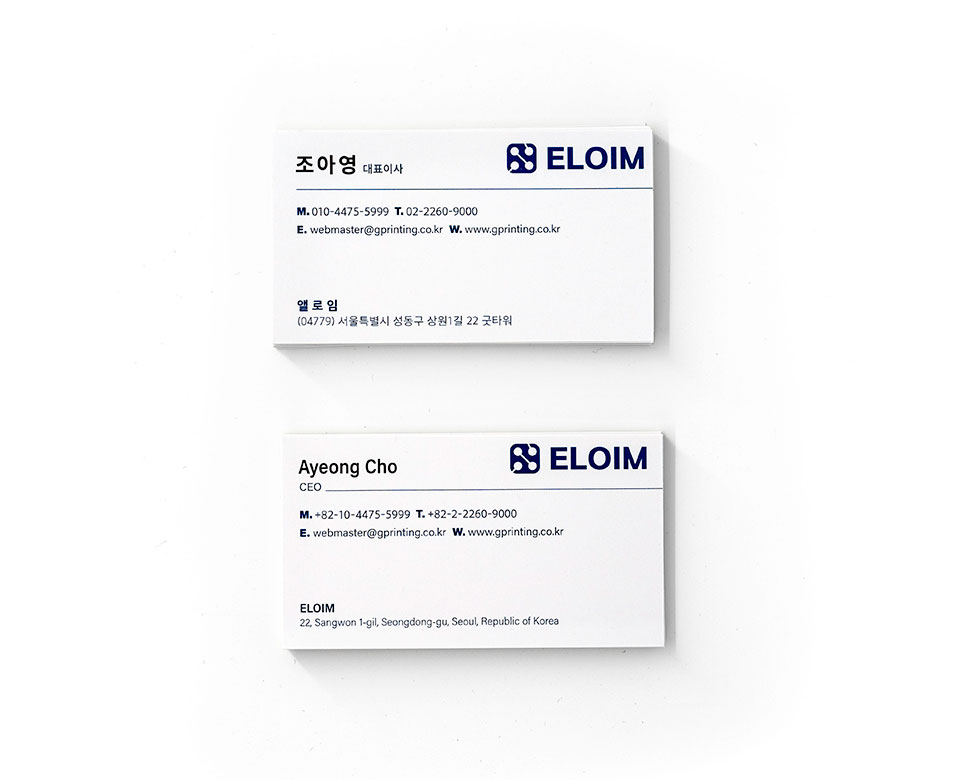 조아영 대표이사
ELOIM
M. 010-4475-5999 T. 02-2260-9000
E. webmaster@gprinting.co.kr W. www.gprinting.co.kr
앨로임
(04779) 서울특별시 성동구 상원1길 22 굿타워
Ayeong Cho
ELOIM
CEO
M. +82-10-4475-5999 T. +82-2-2260-9000
E. webmaster@gprinting.co.kr W. www.gprinting.co.kr
ELOIM
22, Sangwon 1-gil, Seongdong-gu, Seoul, Republic of Korea